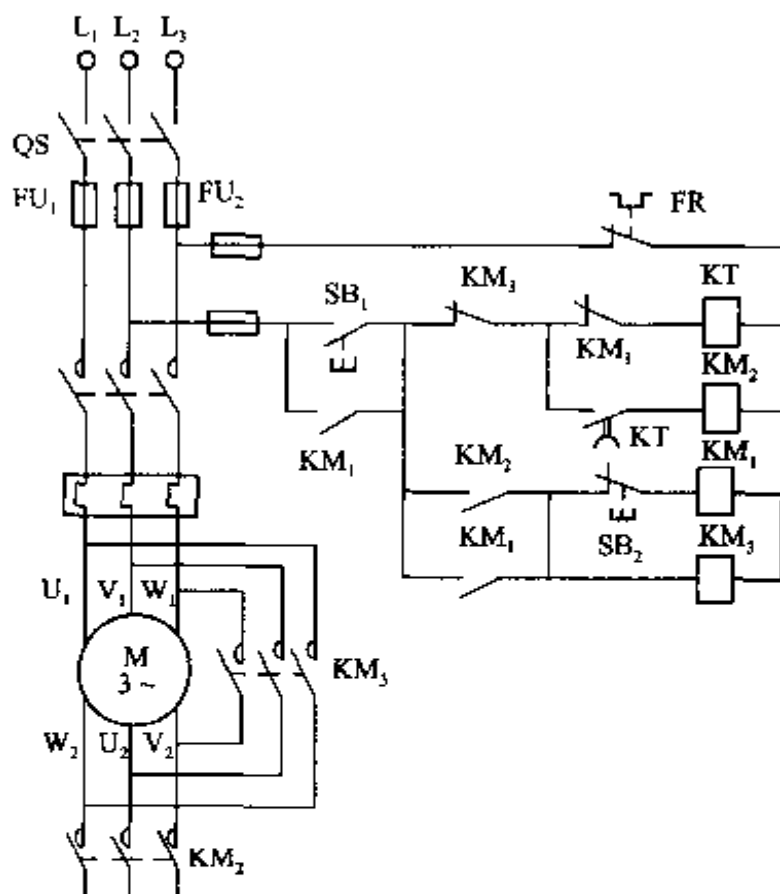 L₁ L₂ L₃
QS
FU₁ FU₂
FR
SB₁ KM₃ KT
KM₁
KM₂
KM₁ KT
KM₂ KM₁
KM₁ SB₂ KM₃
U₁ V₁ W₁
M
3 ~
KM₃
W₂ U₂ V₂
KM₂